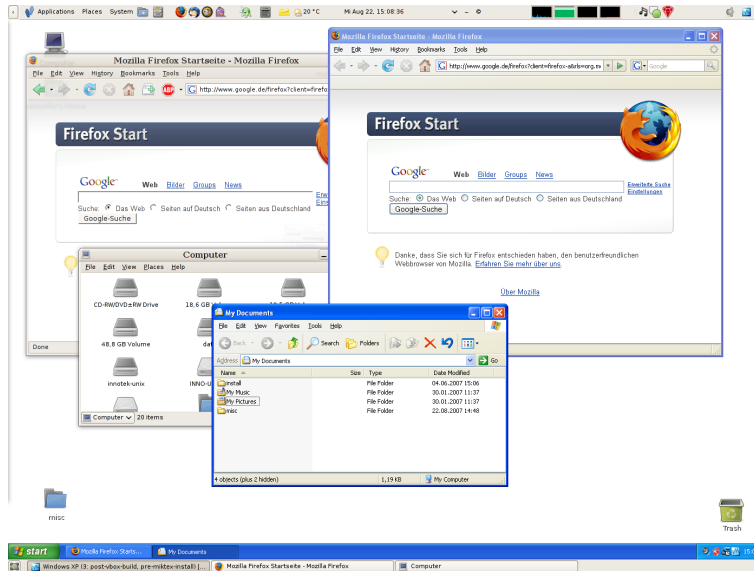 Applications Places System 20 °C Mi Aug 22, 15:08:36
Mozilla Firefox Startseite - Mozilla Firefox
File Edit View History Bookmarks Tools Help
ABP G http://www.google.de/firefox?client=firefo
Firefox Start
Google
Web Bilder Groups News
Suche: Das Web Seiten auf Deutsch Seiten aus Deutschland
Google-Suche
Done
Mozilla Firefox Startseite - Mozilla Firefox
File Edit View History Bookmarks Tools Help
G http://www.google.de/firefox?client=firefox-a&rls=org.m G Google
Firefox Start
Google
Web Bilder Groups News
Erweiterte Suche
Einstellungen
Suche: Das Web Seiten auf Deutsch Seiten aus Deutschland
Google-Suche
Danke, dass Sie sich für Firefox entschieden haben, den benutzerfreundlichen
Webbrowser von Mozilla. Erfahren Sie mehr über uns.
Über Mozilla
Computer
File Edit View Places Help
CD-RW/DVD±RW Drive
48,8 GB Volume
innotek-unix
Computer 20 items
My Documents
File Edit View Favorites Tools Help
Back Search Folders
Address My Documents Go
Name Size Type Date Modified
install File Folder 04.06.2007 15:06
My Music File Folder 30.01.2007 11:37
My Pictures File Folder 30.01.2007 11:37
misc File Folder 22.08.2007 14:48
4 objects (plus 2 hidden) 1,19 KB My Computer
misc
Trash
start Mozilla Firefox Starts... My Documents
Windows XP (3: post-vbox-build, pre-miktex-install) [... Mozilla Firefox Startseite - Mozilla Firefox Computer